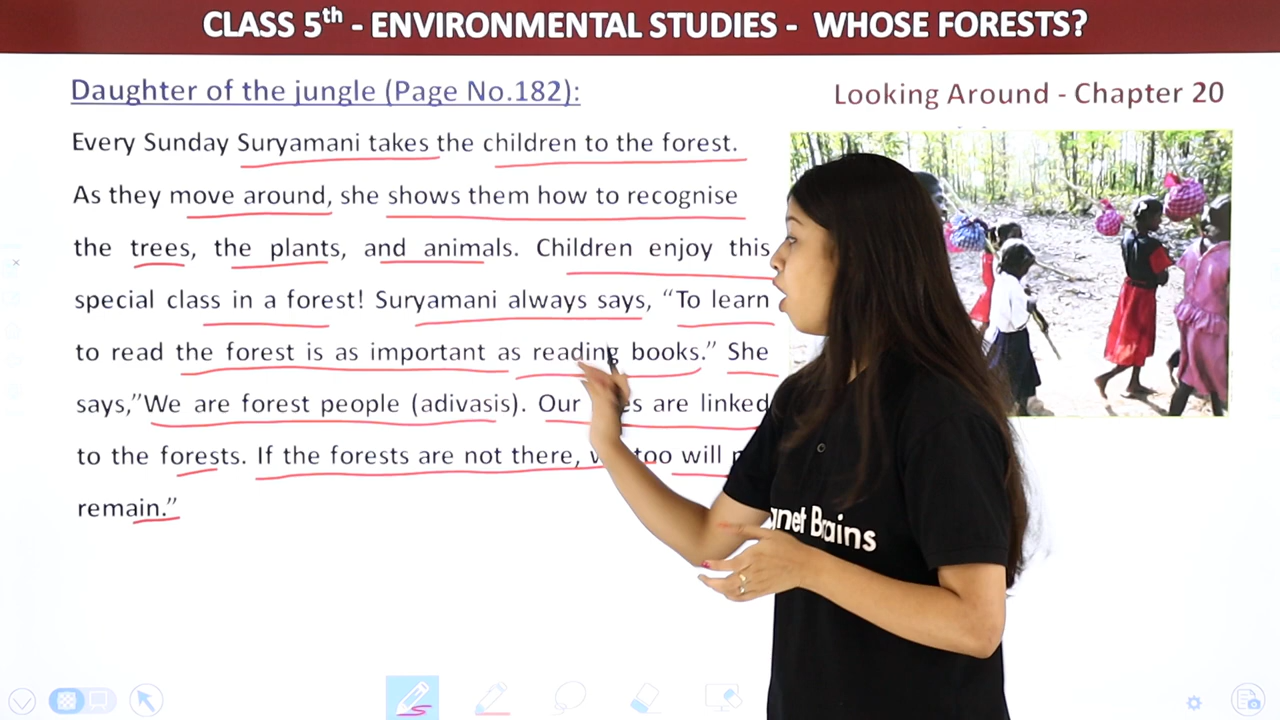 CLASS 5th - ENVIRONMENTAL STUDIES - WHOSE FORESTS?
Daughter of the jungle (Page No.182):
Looking Around - Chapter 20
Every Sunday Suryamani takes the children to the forest.
As they move around, she shows them how to recognise
the trees, the plants, and animals. Children enjoy this
special class in a forest! Suryamani always says, “To learn
to read the forest is as important as reading books.” She
says,”We are forest people (adivasis). Our are linked
to the forests. If the forests are not there, too will
remain.”
Brains